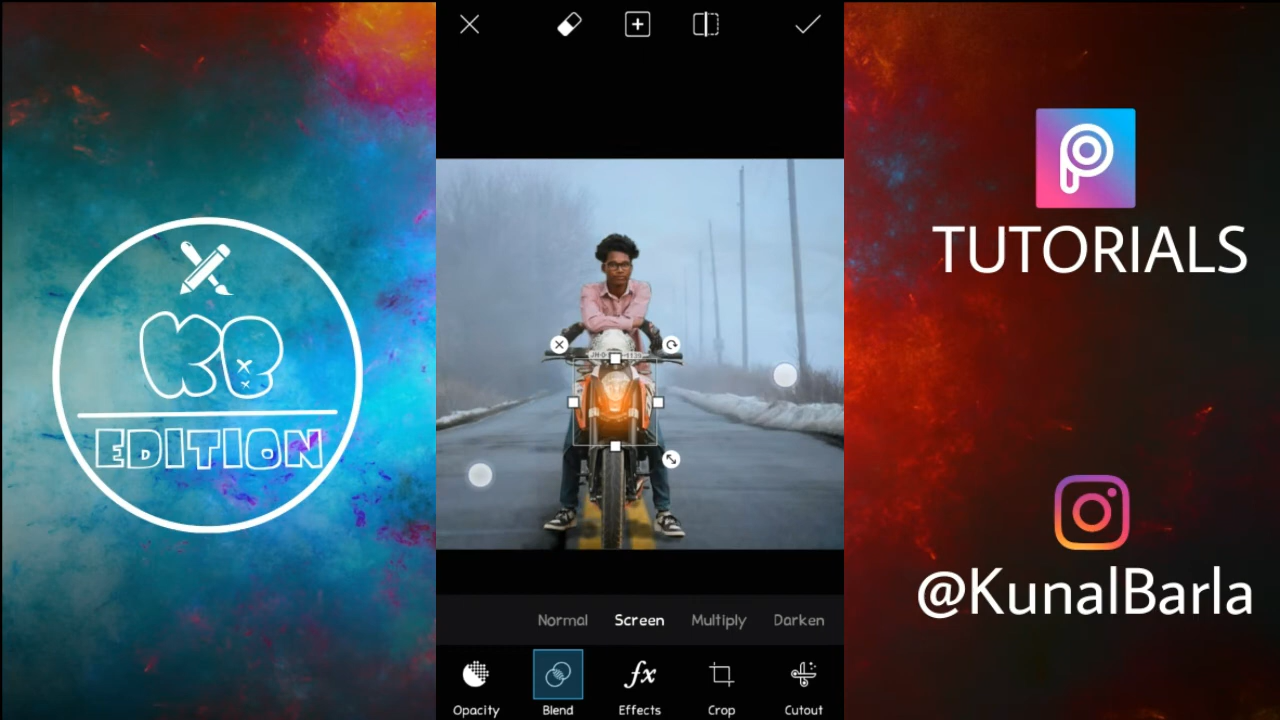 KB
EDITION
Normal
Screen
Multiply
Darken
Opacity
Blend
fx
Effects
Crop
Cutout
TUTORIALS
@KunalBarla